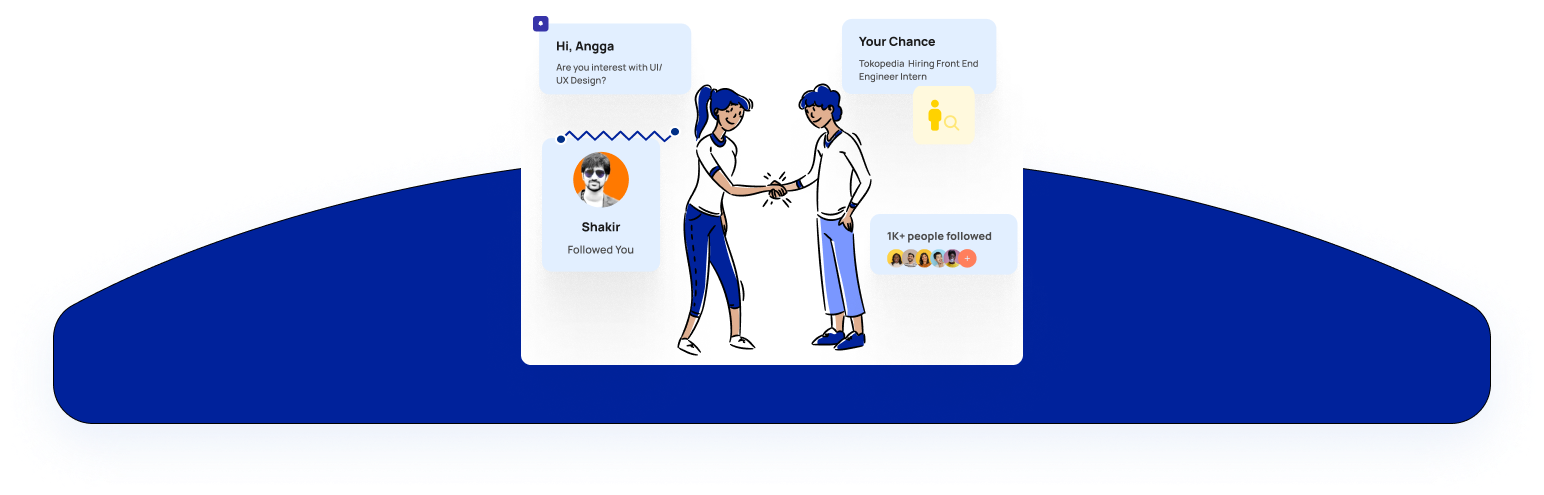 Hi, Angga
Are you interest with UI/
UX Design?
Your Chance
Tokopedia Hiring Front End
Engineer Intern
Shakir
Followed You
1K+ people followed
+